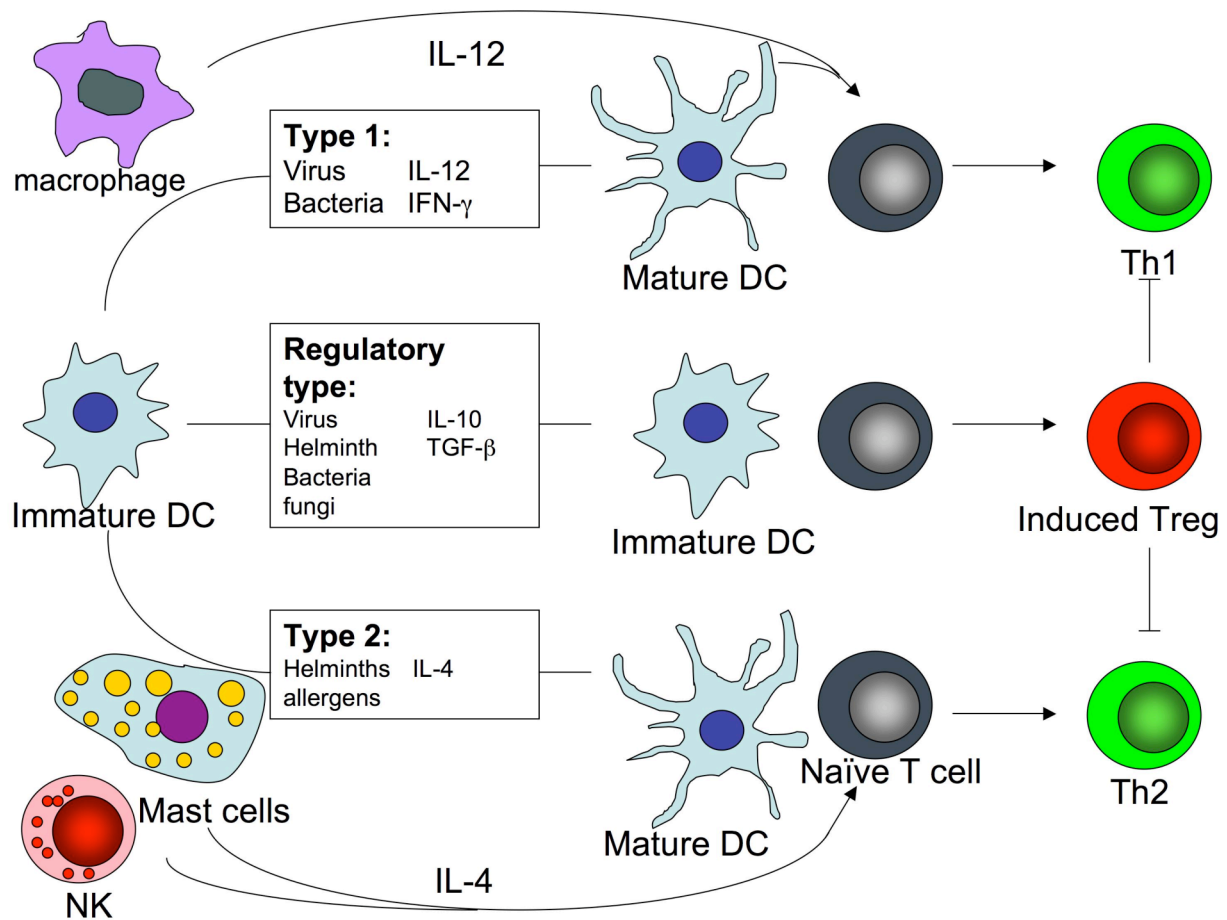 IL-12
macrophage
Type 1:
Virus IL-12
Bacteria IFN-γ
Mature DC
Th1
Regulatory
type:
Virus IL-10
Helminth TGF-β
Bacteria
fungi
Immature DC
Immature DC
Induced Treg
Type 2:
Helminths IL-4
allergens
Mast cells
Mature DC
Naïve T cell
Th2
NK
IL-4